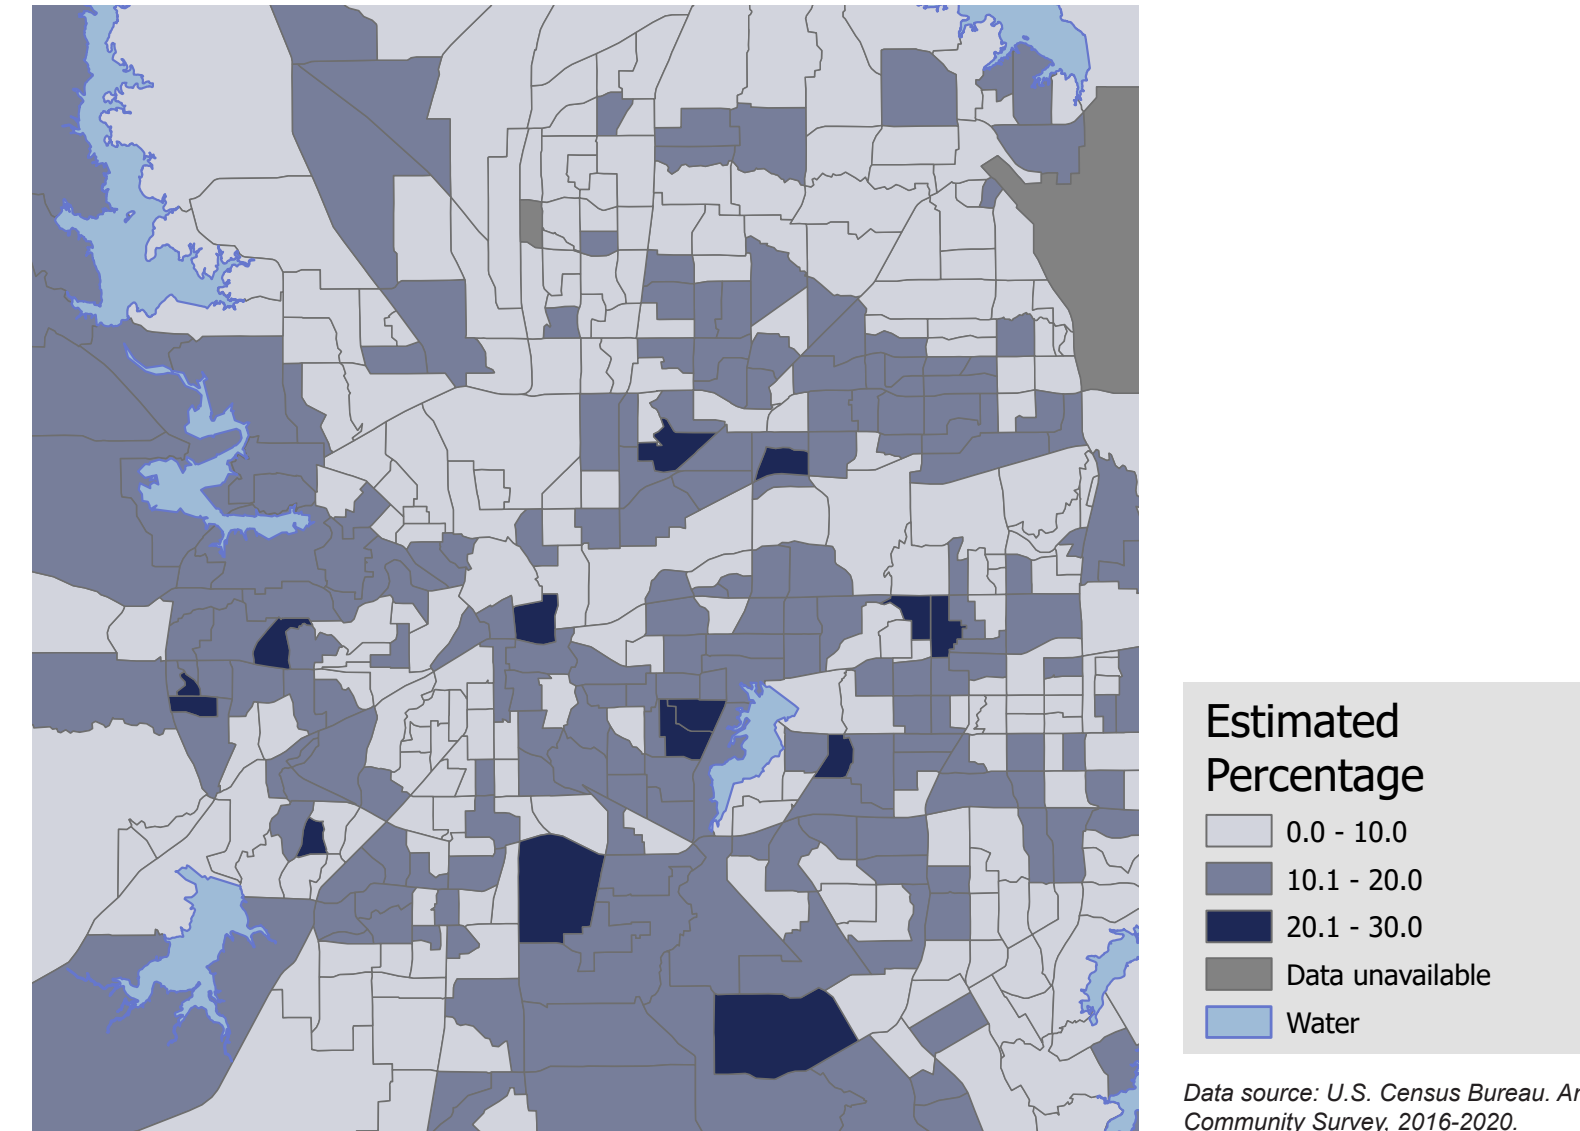 Estimated
Percentage
0.0 - 10.0
10.1 - 20.0
20.1 - 30.0
Data unavailable
Water
Data source: U.S. Census Bureau.
Community Survey, 2016-2020.